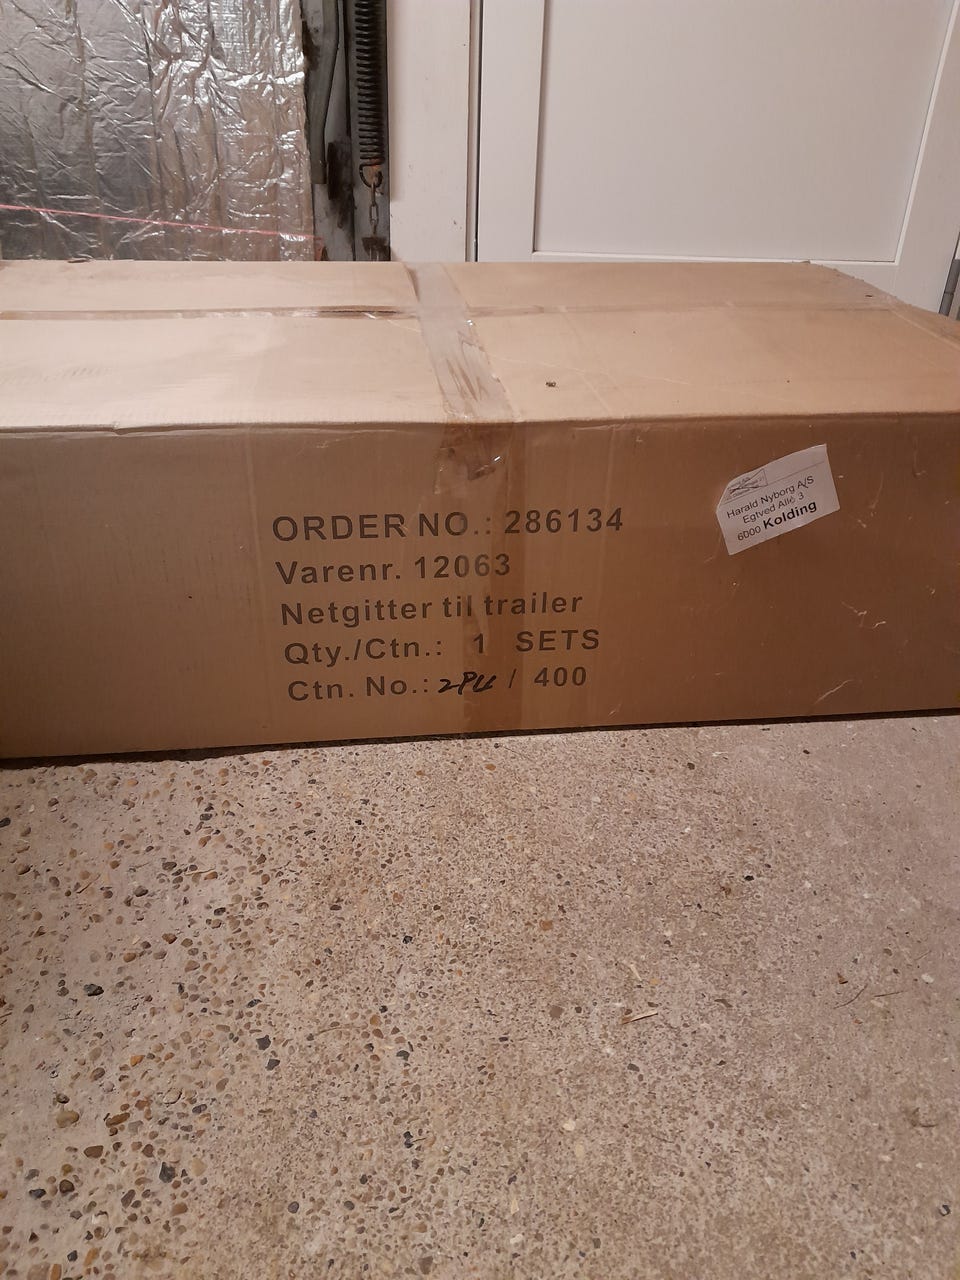 ORDER NO.: 286134
Varenr. 12063
Netgitter til trailer
Qty./Ctn.: 1 SETS
Ctn. No.: / 400
Harald Nyborg A/S
Egtved Allé 3
6000 Kolding